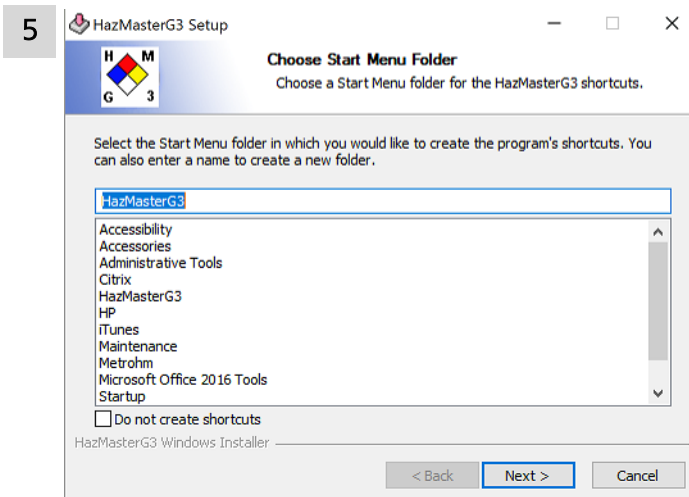 5
HazMasterG3 Setup
H M
G 3
Choose Start Menu Folder
Choose a Start Menu folder for the HazMasterG3 shortcuts.
Select the Start Menu folder in which you would like to create the program's shortcuts. You
can also enter a name to create a new folder.
HazMasterG3
Accessibility
Accessories
Administrative Tools
Citrix
HazMasterG3
HP
iTunes
Maintenance
Metrohm
Microsoft Office 2016 Tools
Startup
Do not create shortcuts
HazMasterG3 Windows Installer
< Back Next > Cancel